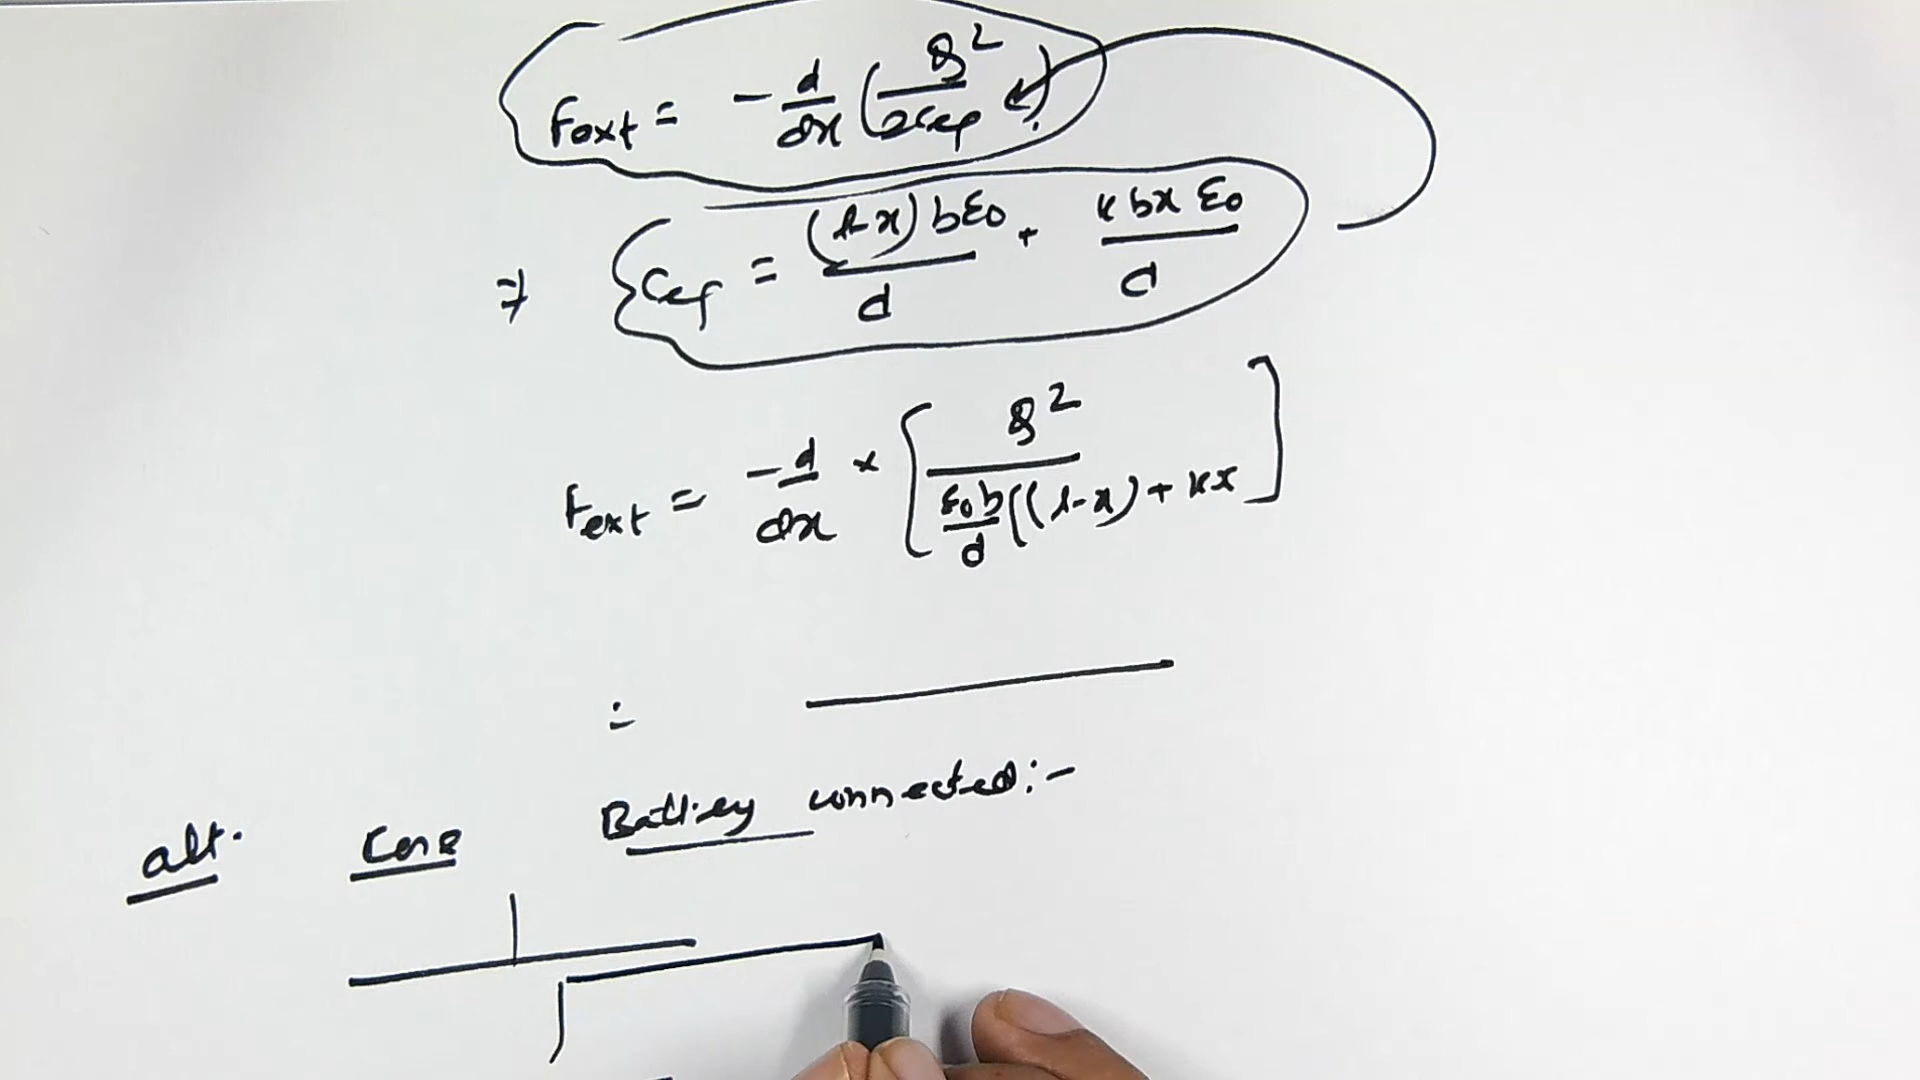 Fext = - d/dx (Q²/2Ceq)
⇒ Ceq = (l-x)bε₀/d + kbxε₀/d
Fext = -d/dx × [Q²/ε₀b/d((l-x)+kx]
=
alt. Case Battery connected:-